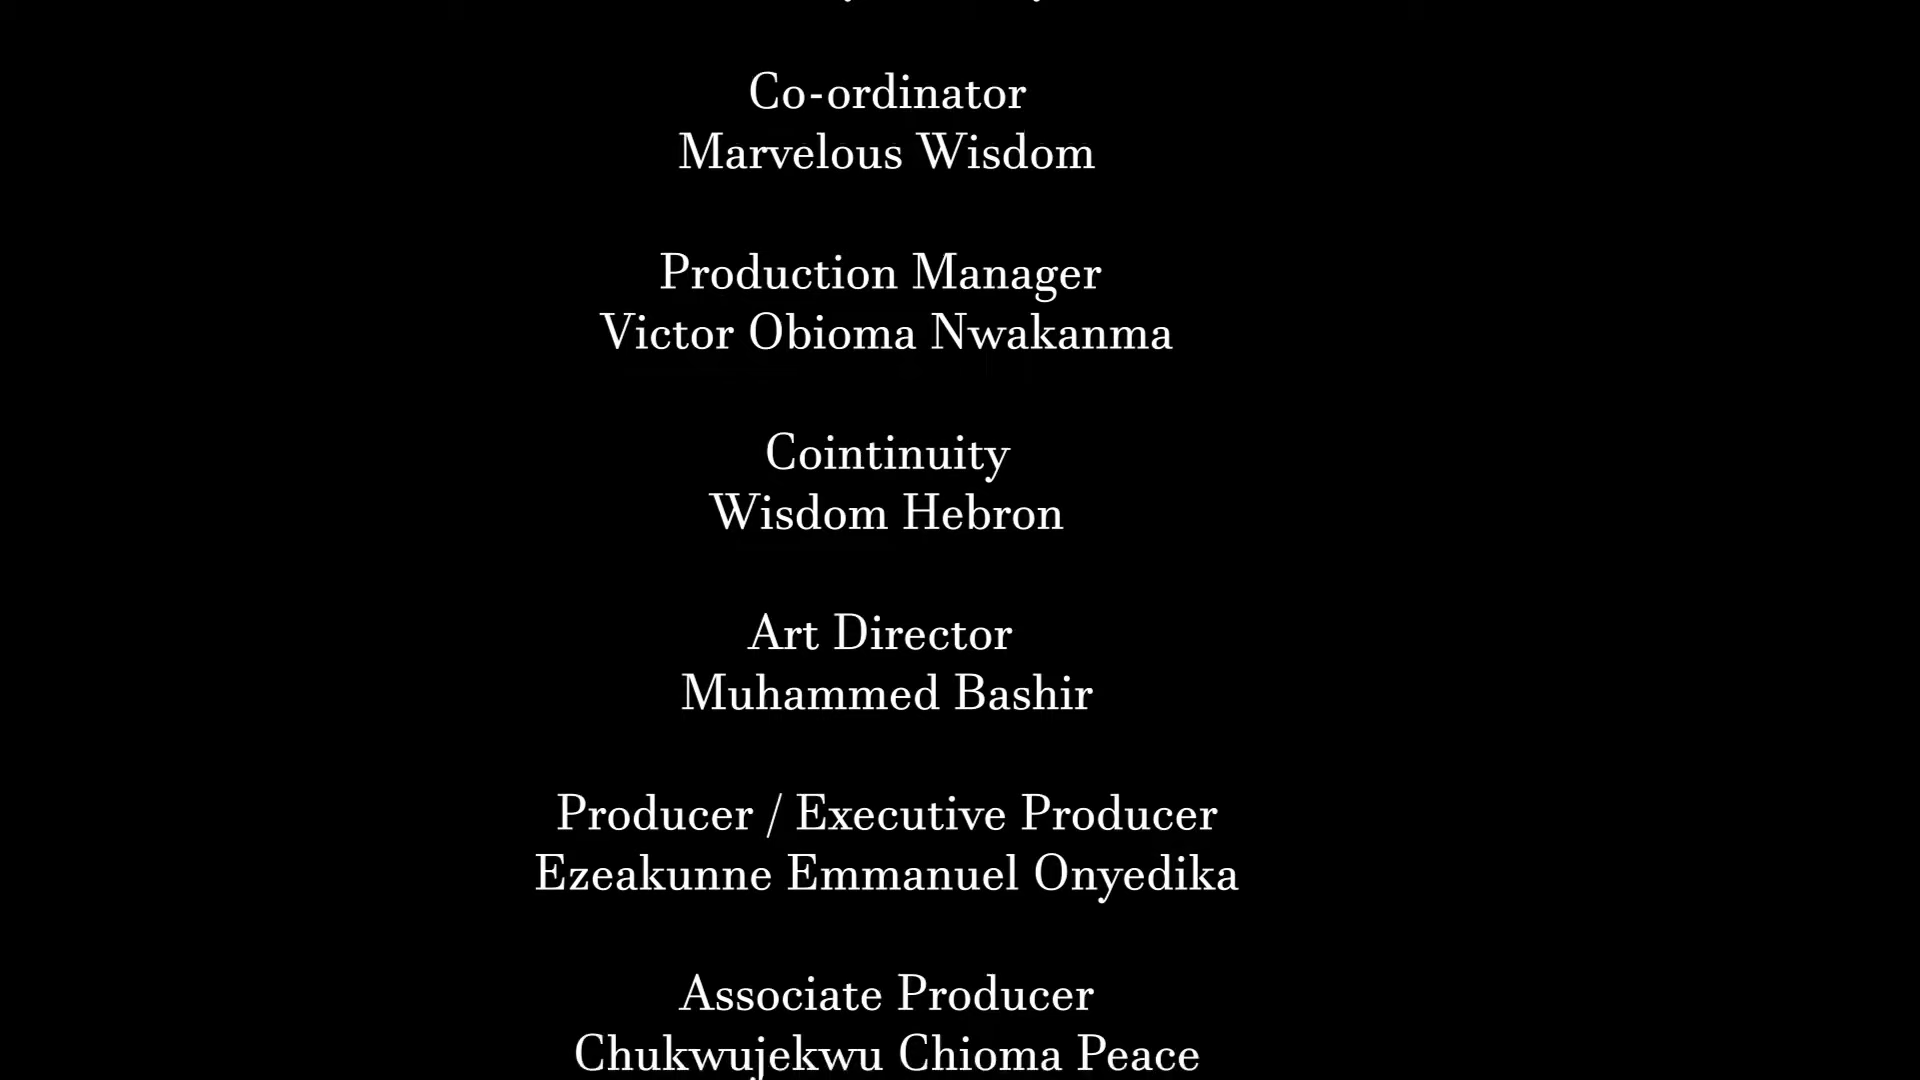 Co-ordinator
Marvelous Wisdom
Production Manager
Victor Obioma Nwakanma
Cointinuity
Wisdom Hebron
Art Director
Muhammed Bashir
Producer / Executive Producer
Ezeakunne Emmanuel Onyedika
Associate Producer
Chukwujekwu Chioma Peace